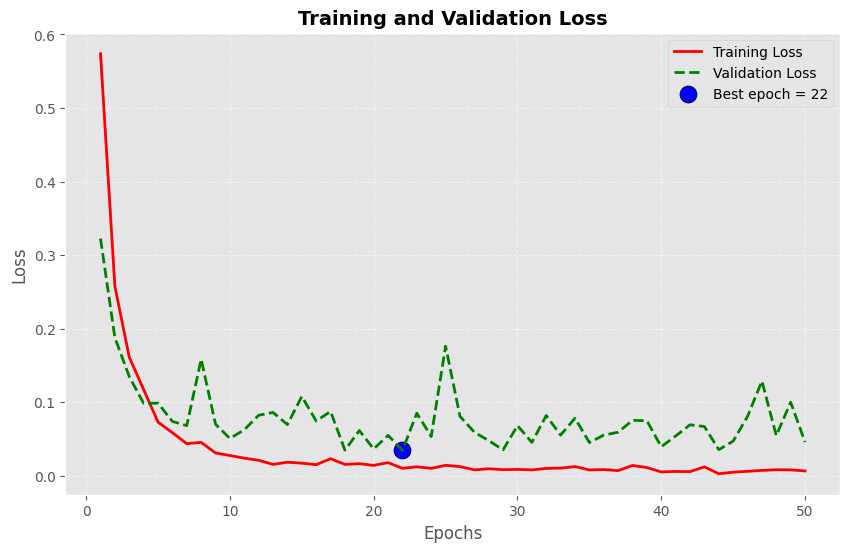 Training and Validation Loss
Training Loss
Validation Loss
Best epoch = 22
Loss
0.6
0.5
0.4
0.3
0.2
0.1
0.0
0 10 20 30 40 50
Epochs